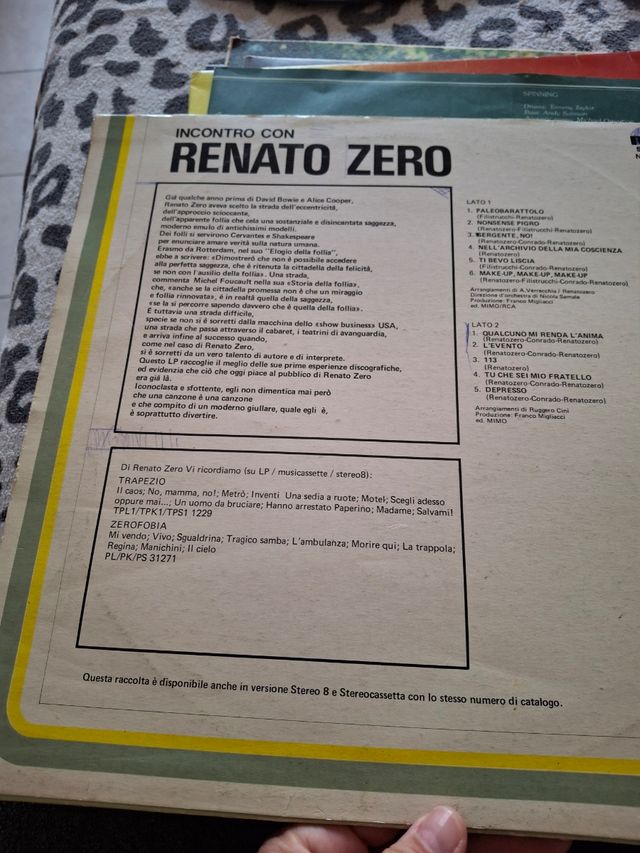 SPINNING
INCONTRO CON
RENATO ZERO
Già qualche anno prima di David Bowie e Alice Cooper,
Renato Zero aveva scelto la strada dell'eccentricità,
dell'approccio scioccante,
dell'apparente follia che cela una sostanziale e disincantata saggezza,
moderno emulo di antichissimi modelli.
Dei folli si servirono Cervantes e Shakespeare
per enunciare amare verità sulla natura umana.
Erasmo da Rotterdam, nel suo "Elogio della follia",
ebbe a scrivere: «Dimostrerò che non è possibile accedere
alla perfetta saggezza, che è ritenuta la cittadella della felicità,
se non con l'ausilio della follia». Una strada,
commenta Michel Foucault nella sua «Storia della follia»,
che, «anche se la cittadella promessa non è che un miraggio
e follia rinnovata», è in realtà quella della saggezza,
«se la si percorre sapendo davvero che è quella della follia».
E tuttavia una strada difficile,
specie se non si è sorretti dalla macchina dello «show business» USA,
una strada che passa attraverso il cabaret, i teatrini di avanguardia,
e arriva infine al successo quando,
come nel caso di Renato Zero,
si è sorretti da un vero talento di autore e di interprete.
Questo LP raccoglie il meglio delle sue prime esperienze discografiche,
ed evidenzia che ciò che oggi piace al pubblico di Renato Zero
era già là.
Iconoclasta e sfottente, egli non dimentica mai però
che una canzone è una canzone
e che compito di un moderno giullare, quale egli è,
è soprattutto divertire.
LATO 1
1. PALEOBARATTOLO
(Filistrucchi-Renatozero)
2. NONSENSE PIGRO
(Renatozero-Filistrucchi-Renatozero)
3. SERGENTE, NO!
(Renatozero-Conrado-Renatozero)
4. NELL'ARCHIVIO DELLA MIA COSCIENZA
(Renatozero-Conrado-Renatozero)
5. TI BEVO LISCIA
(Filistrucchi-Conrado-Renatozero)
6. MAKE-UP, MAKE-UP, MAKE-UP
(Renatozero-Filistrucchi-Renatozero)
Arrangiamenti di A. Verrecchia / Renatozero
Direzione d'orchestra di Nicola Samale
Produzione: Franco Migliacci
ed. MIMO/RCA
LATO 2
1. QUALCUNO MI RENDA L'ANIMA
(Renatozero-Conrado-Renatozero)
2. L'EVENTO
(Renatozero-Conrado-Renatozero)
3. 113
(Renatozero)
4. TU CHE SEI MIO FRATELLO
(Renatozero-Conrado-Renatozero)
5. DEPRESSO
(Renatozero-Conrado-Renatozero)
Arrangiamenti di Ruggero Cini
Produzione: Franco Migliacci
ed. MIMO
Di Renato Zero Vi ricordiamo (su LP / musicassette / stereo8):
TRAPEZIO
Il caos; No, mamma, no!; Metrò; Inventi Una sedia a ruote; Motel; Scegli adesso
oppure mai...; Un uomo da bruciare; Hanno arrestato Paperino; Madame; Salvami!
TPL1/TPK1/TPS1 1229
ZEROFOBIA
Mi vendo; Vivo; Sgualdrina; Tragico samba; L'ambulanza; Morire qui; La trappola;
Regina; Manichini; Il cielo
PL/PK/PS 31271
Questa raccolta è disponibile anche in versione Stereo 8 e Stereocassetta con lo stesso numero di catalogo.